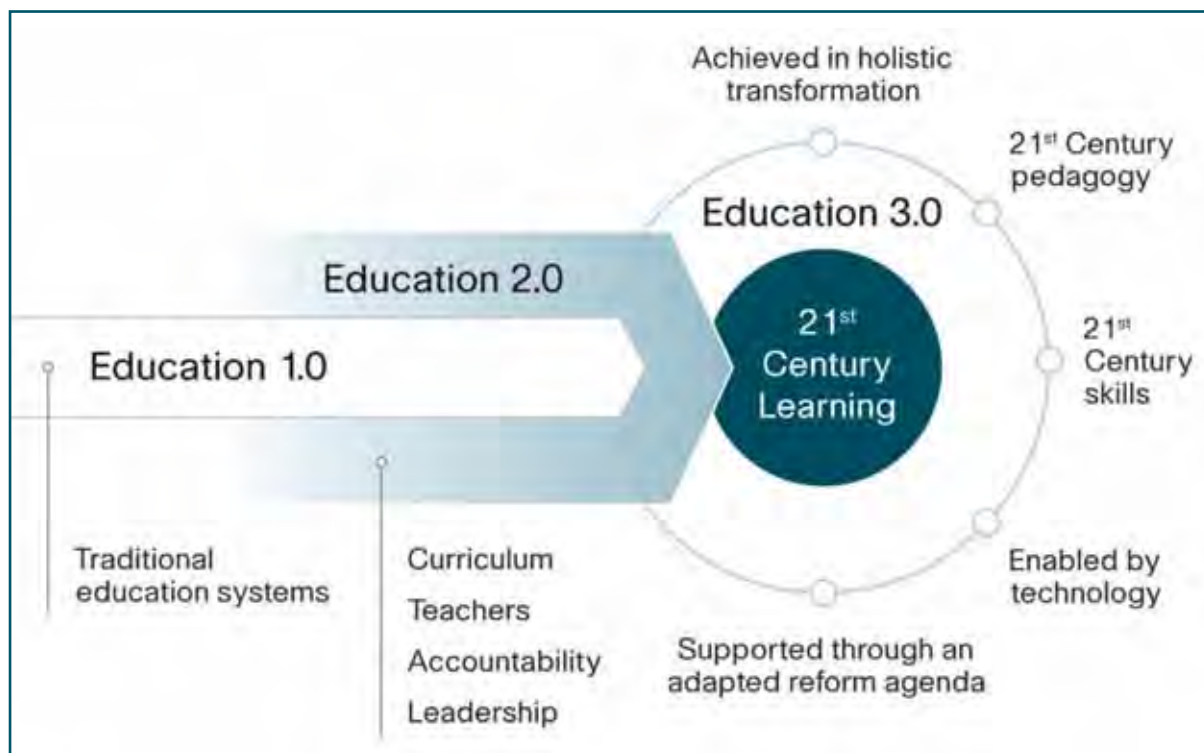 Achieved in holistic
transformation
21st Century
pedagogy
Education 3.0
Education 2.0
21st
Century
Learning
21st
Century
skills
Education 1.0
Traditional
education systems
Curriculum
Teachers
Accountability
Leadership
Enabled by
technology
Supported through an
adapted reform agenda